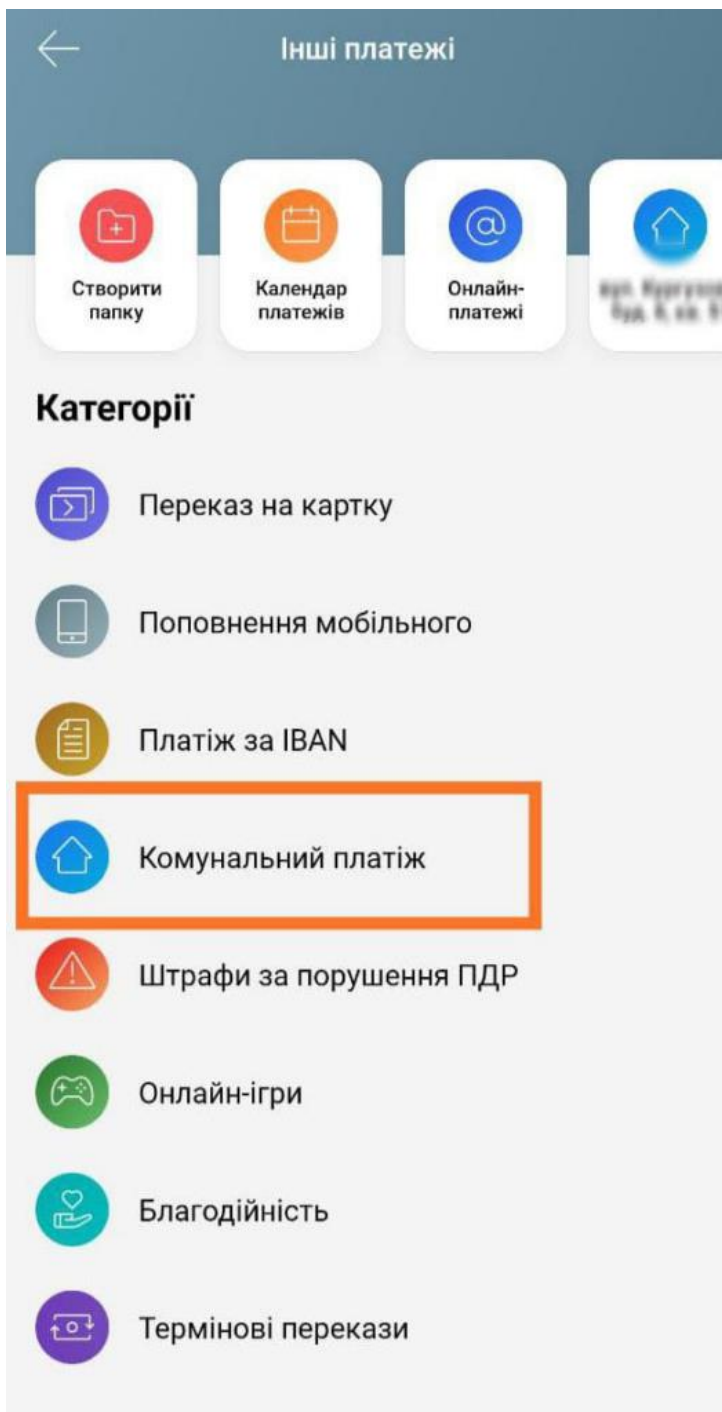 Інші платежі
Створити
папку
Календар
платежів
Онлайн-
платежі
Категорії
Переказ на картку
Поповнення мобільного
Платіж за IBAN
Комунальний платіж
Штрафи за порушення ПДР
Онлайн-ігри
Благодійність
Термінові перекази